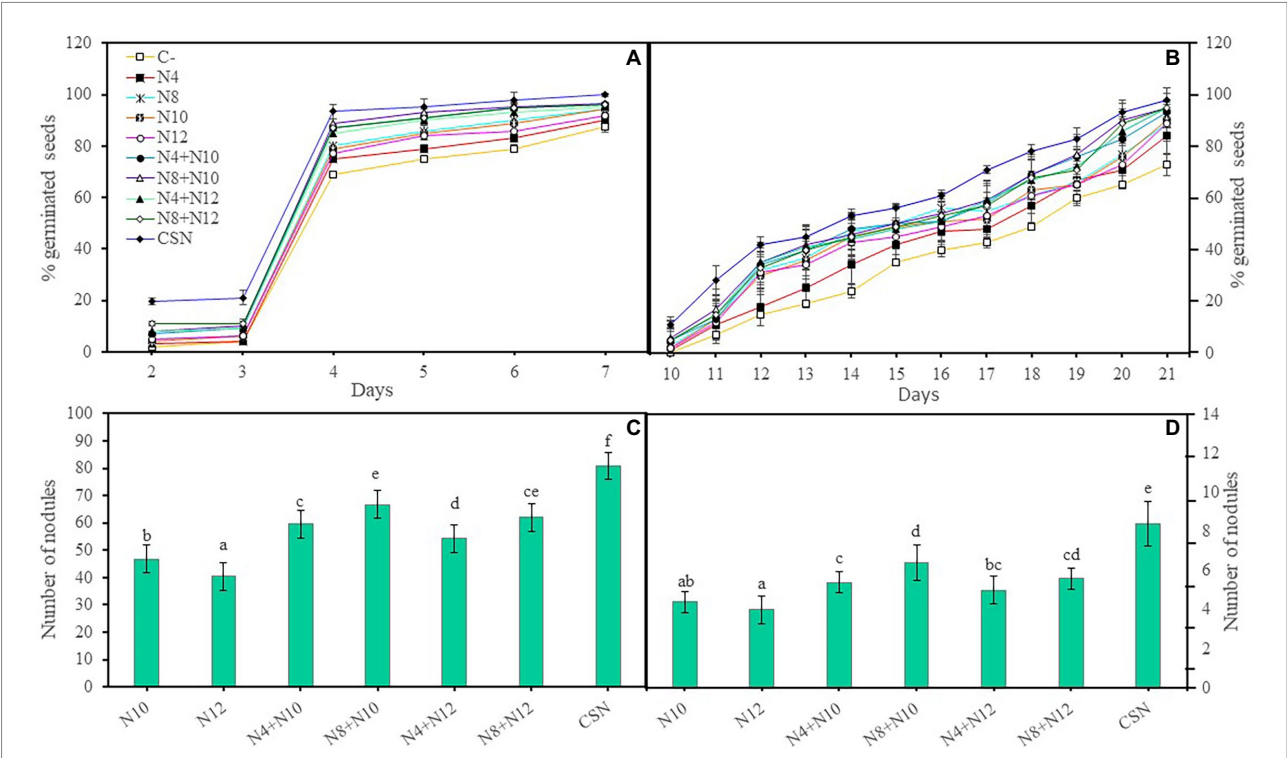 A
120
100
80
60
40
20
0
% germinated seeds
C-
N4
N8
N10
N12
N4+N10
N8+N10
N4+N12
N8+N12
CSN
2 3 4 5 6 7
Days
B
120
100
80
60
40
20
0
% germinated seeds
10 11 12 13 14 15 16 17 18 19 20 21
Days
C
100
90
80
70
60
50
40
30
20
10
0
Number of nodules
b a c e d ce f
N10 N12 N4+N10 N8+N10 N4+N12 N8+N12 CSN
D
14
12
10
8
6
4
2
0
Number of nodules
ab a c d bc cd e
N10 N12 N4+N10 N8+N10 N4+N12 N8+N12 CSN